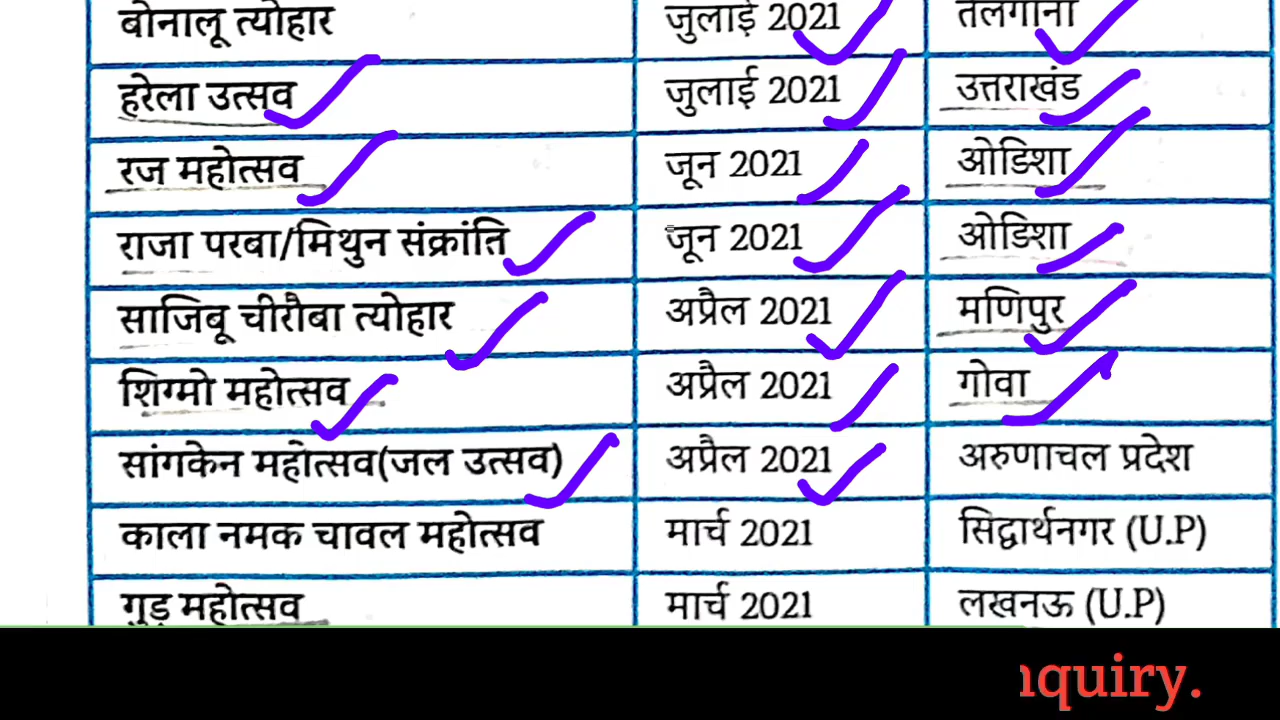 बोनालू त्योहार जुलाई 2021 तेलंगाना
हरेला उत्सव जुलाई 2021 उत्तराखंड
रज महोत्सव जून 2021 ओडिशा
राजा परबा/मिथुन संक्रांति जून 2021 ओडिशा
साजिबू चीरौबा त्योहार अप्रैल 2021 मणिपुर
शिग्मो महोत्सव अप्रैल 2021 गोवा
सांगकेन महोत्सव(जल उत्सव) अप्रैल 2021 अरुणाचल प्रदेश
काला नमक चावल महोत्सव मार्च 2021 सिद्धार्थनगर (U.P)
गुड़ महोत्सव मार्च 2021 लखनऊ (U.P)
nquiry.